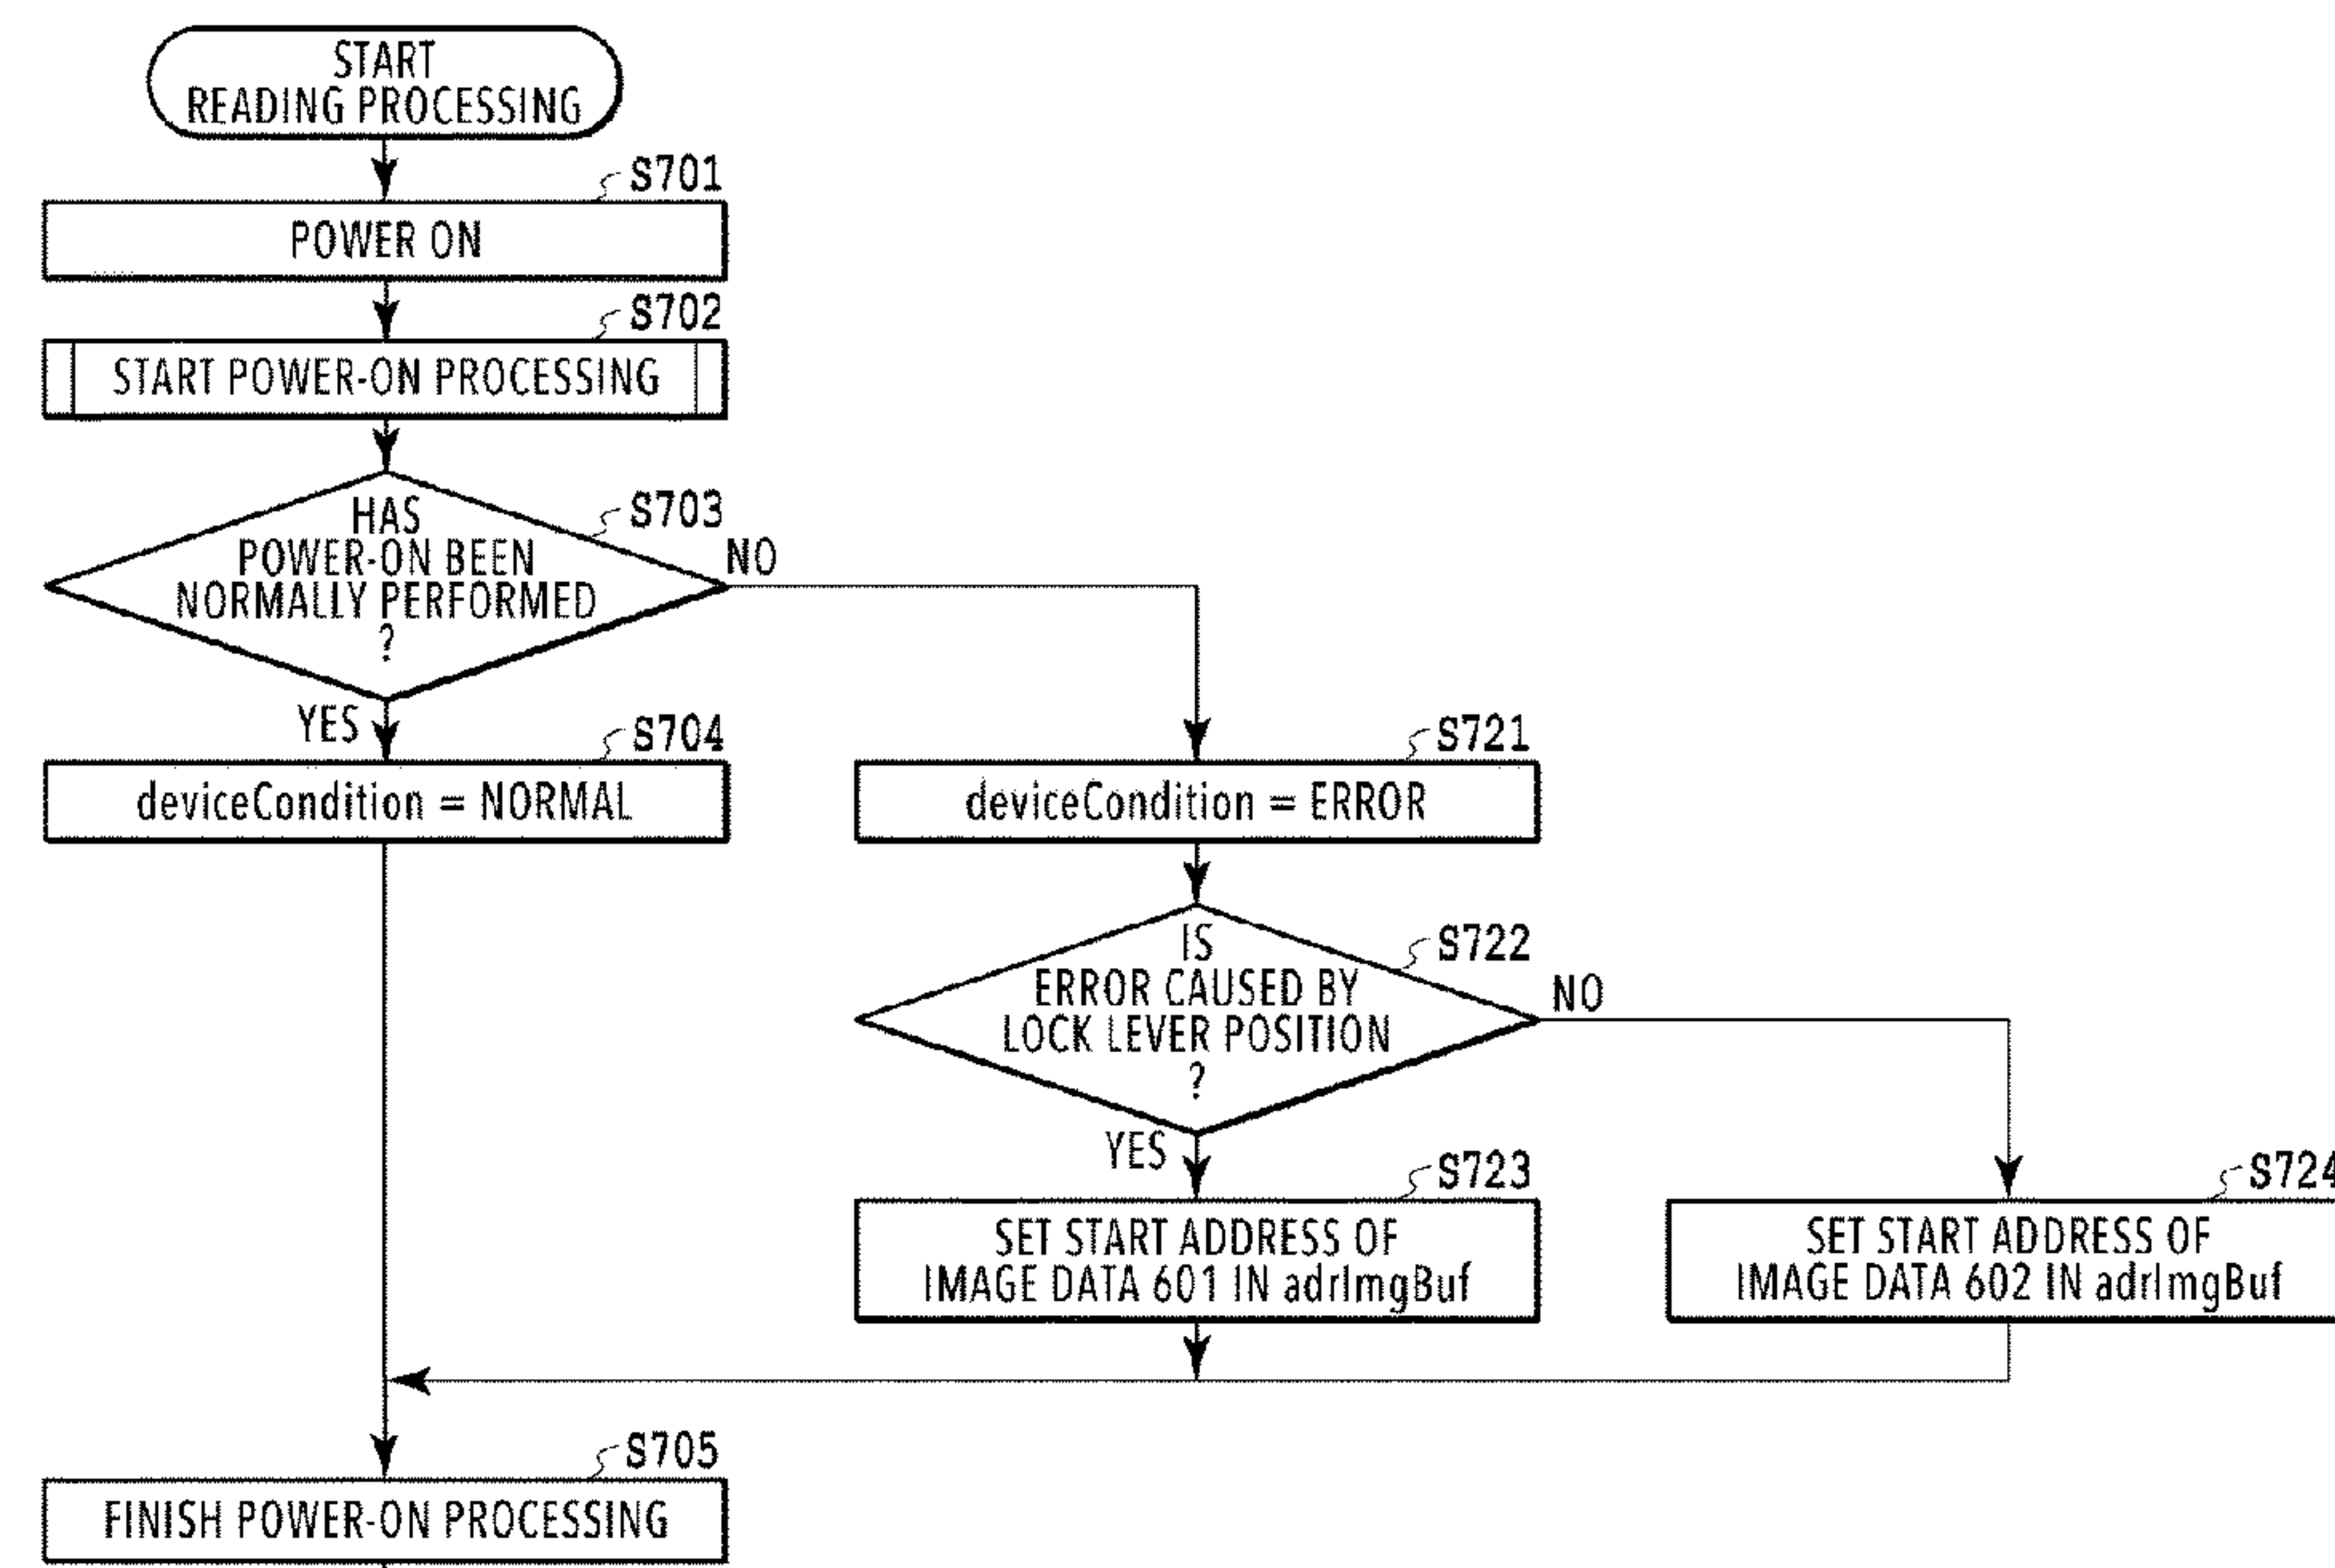 START
READING PROCESSING
S701
POWER ON
S702
START POWER-ON PROCESSING
S703
HAS
POWER-ON BEEN
NORMALLY PERFORMED
?
NO
YES
S704
deviceCondition = NORMAL
S721
deviceCondition = ERROR
S722
IS
ERROR CAUSED BY
LOCK LEVER POSITION
?
NO
YES
S723
SET START ADDRESS OF
IMAGE DATA 601 IN adrImgBuf
S724
SET START ADDRESS OF
IMAGE DATA 602 IN adrImgBuf
S705
FINISH POWER-ON PROCESSING